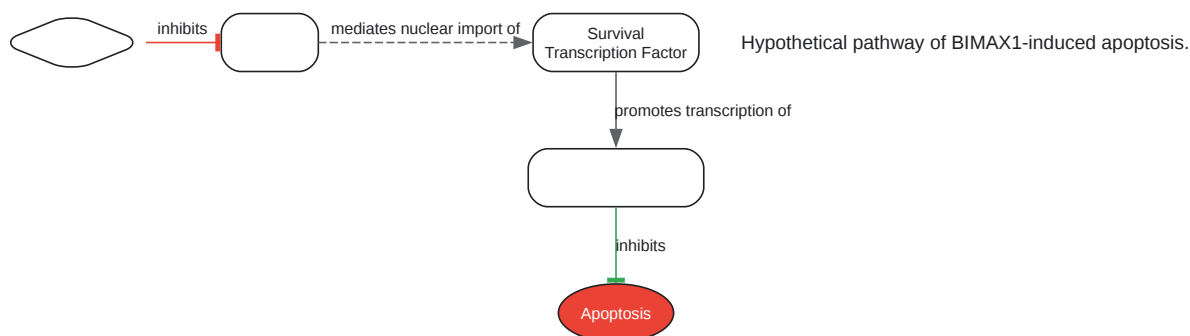 inhibits
mediates nuclear import of
Survival
Transcription Factor
Hypothetical pathway of BIMAX1-induced apoptosis.
promotes transcription of
inhibits
Apoptosis